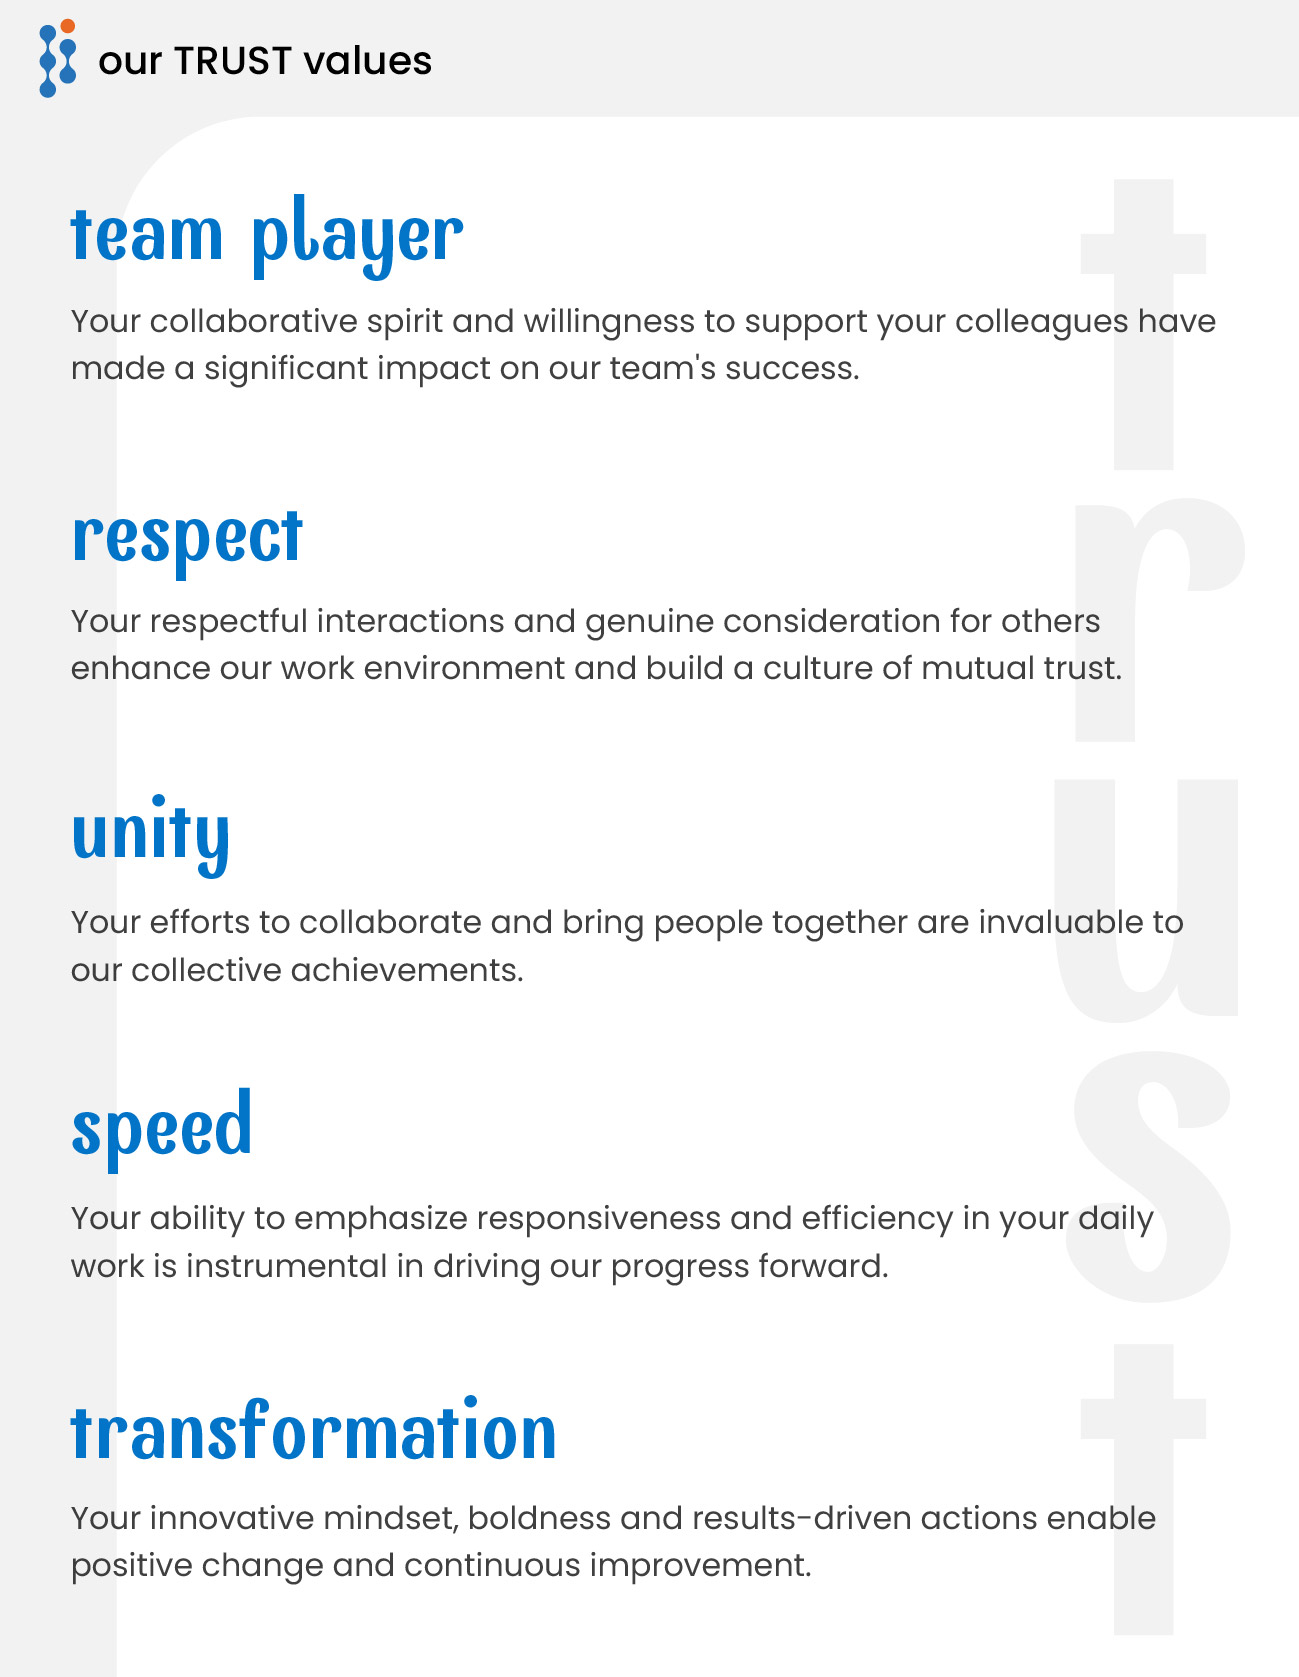 our TRUST values
team player
Your collaborative spirit and willingness to support your colleagues have
made a significant impact on our team's success.
respect
Your respectful interactions and genuine consideration for others
enhance our work environment and build a culture of mutual trust.
unity
Your efforts to collaborate and bring people together are invaluable to
our collective achievements.
speed
Your ability to emphasize responsiveness and efficiency in your daily
work is instrumental in driving our progress forward.
transformation
Your innovative mindset, boldness and results-driven actions enable
positive change and continuous improvement.
t
r
u
s
t